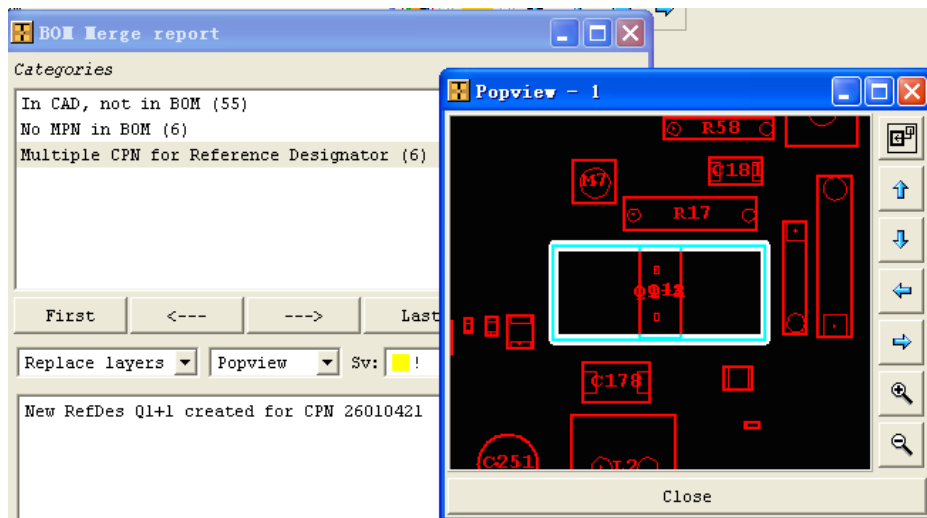 BOM Merge report
Categories
In CAD, not in BOM (55)
No MPN in BOM (6)
Multiple CPN for Reference Designator (6)
First <--- ---> Last
Replace layers Popview Sv: !
New RefDes Q1+1 created for CPN 26010421
Popview - 1
R58
C181
M7
R17
C178
C251
L2
Close